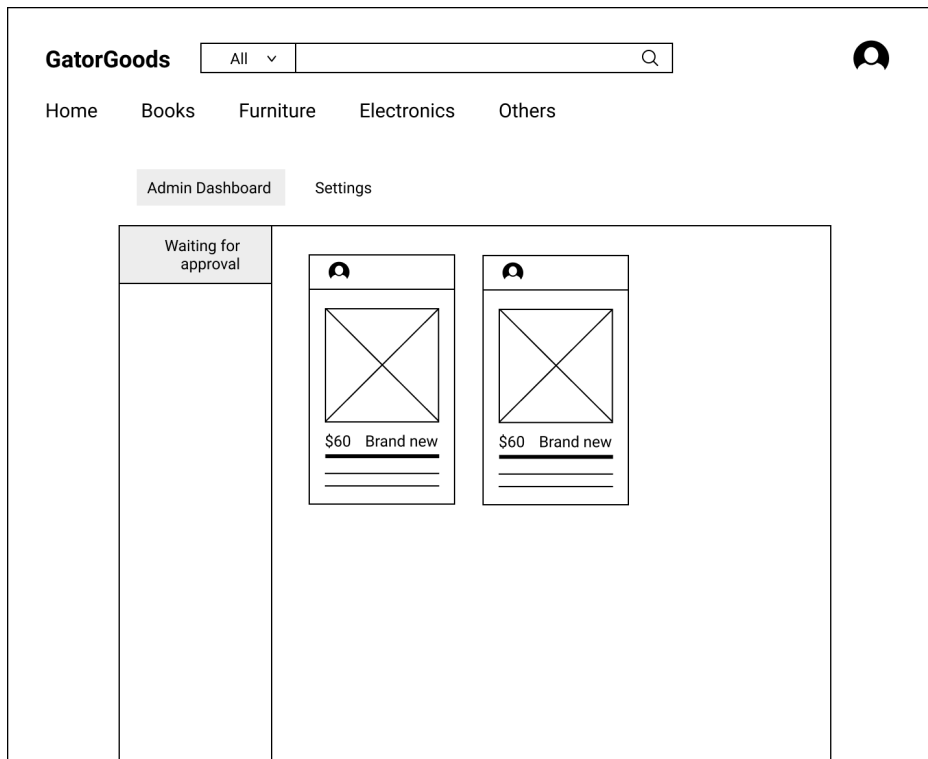 GatorGoods
All
Home Books Furniture Electronics Others
Admin Dashboard Settings
Waiting for
approval
$60 Brand new
$60 Brand new